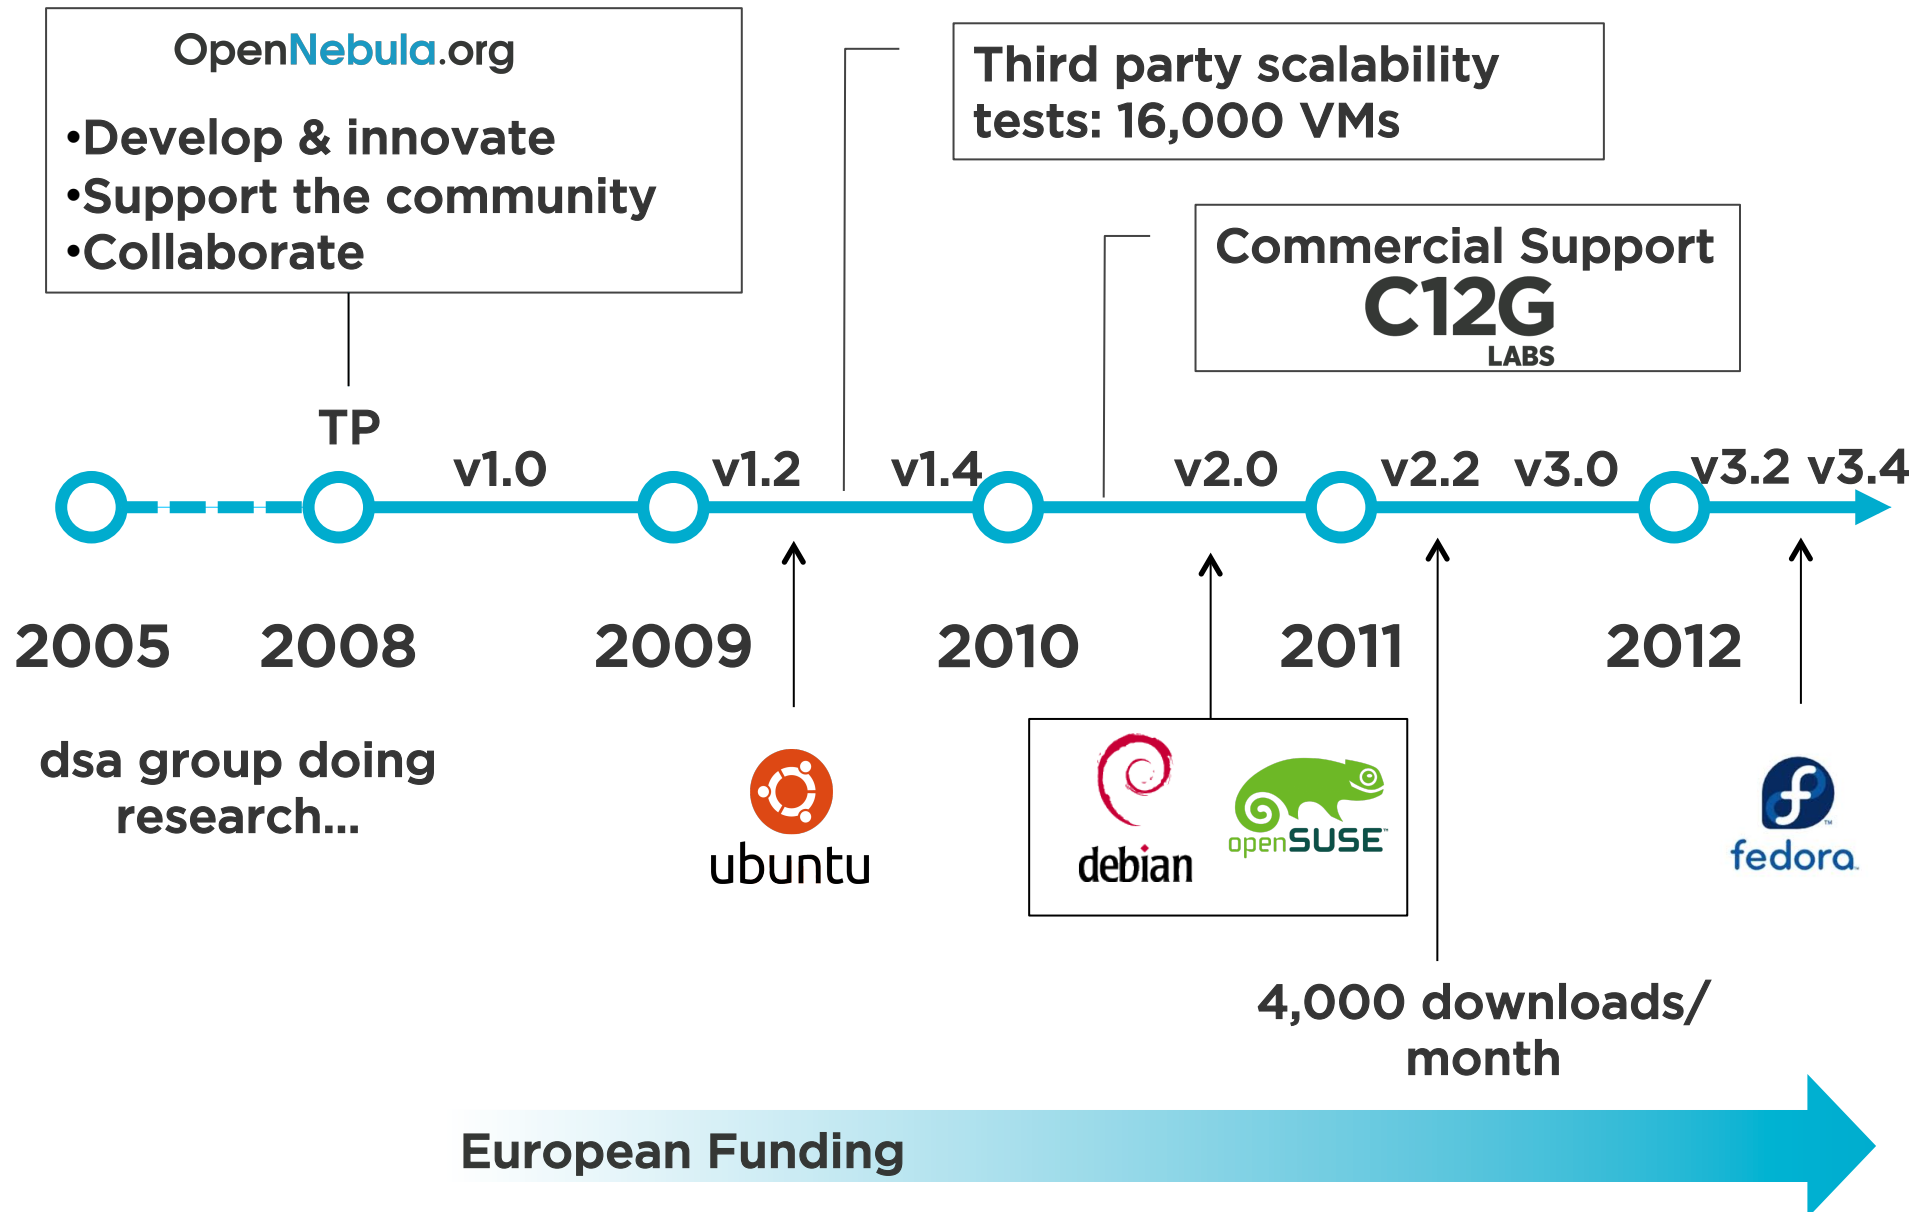 OpenNebula.org
•Develop & innovate
•Support the community
•Collaborate
Third party scalability
tests: 16,000 VMs
Commercial Support
C12G
LABS
TP
v1.0
v1.2
v1.4
v2.0
v2.2
v3.0
v3.2
v3.4
2005
2008
2009
2010
2011
2012
dsa group doing
research...
ubuntu
debian
openSUSE™
fedora™
4,000 downloads/
month
European Funding